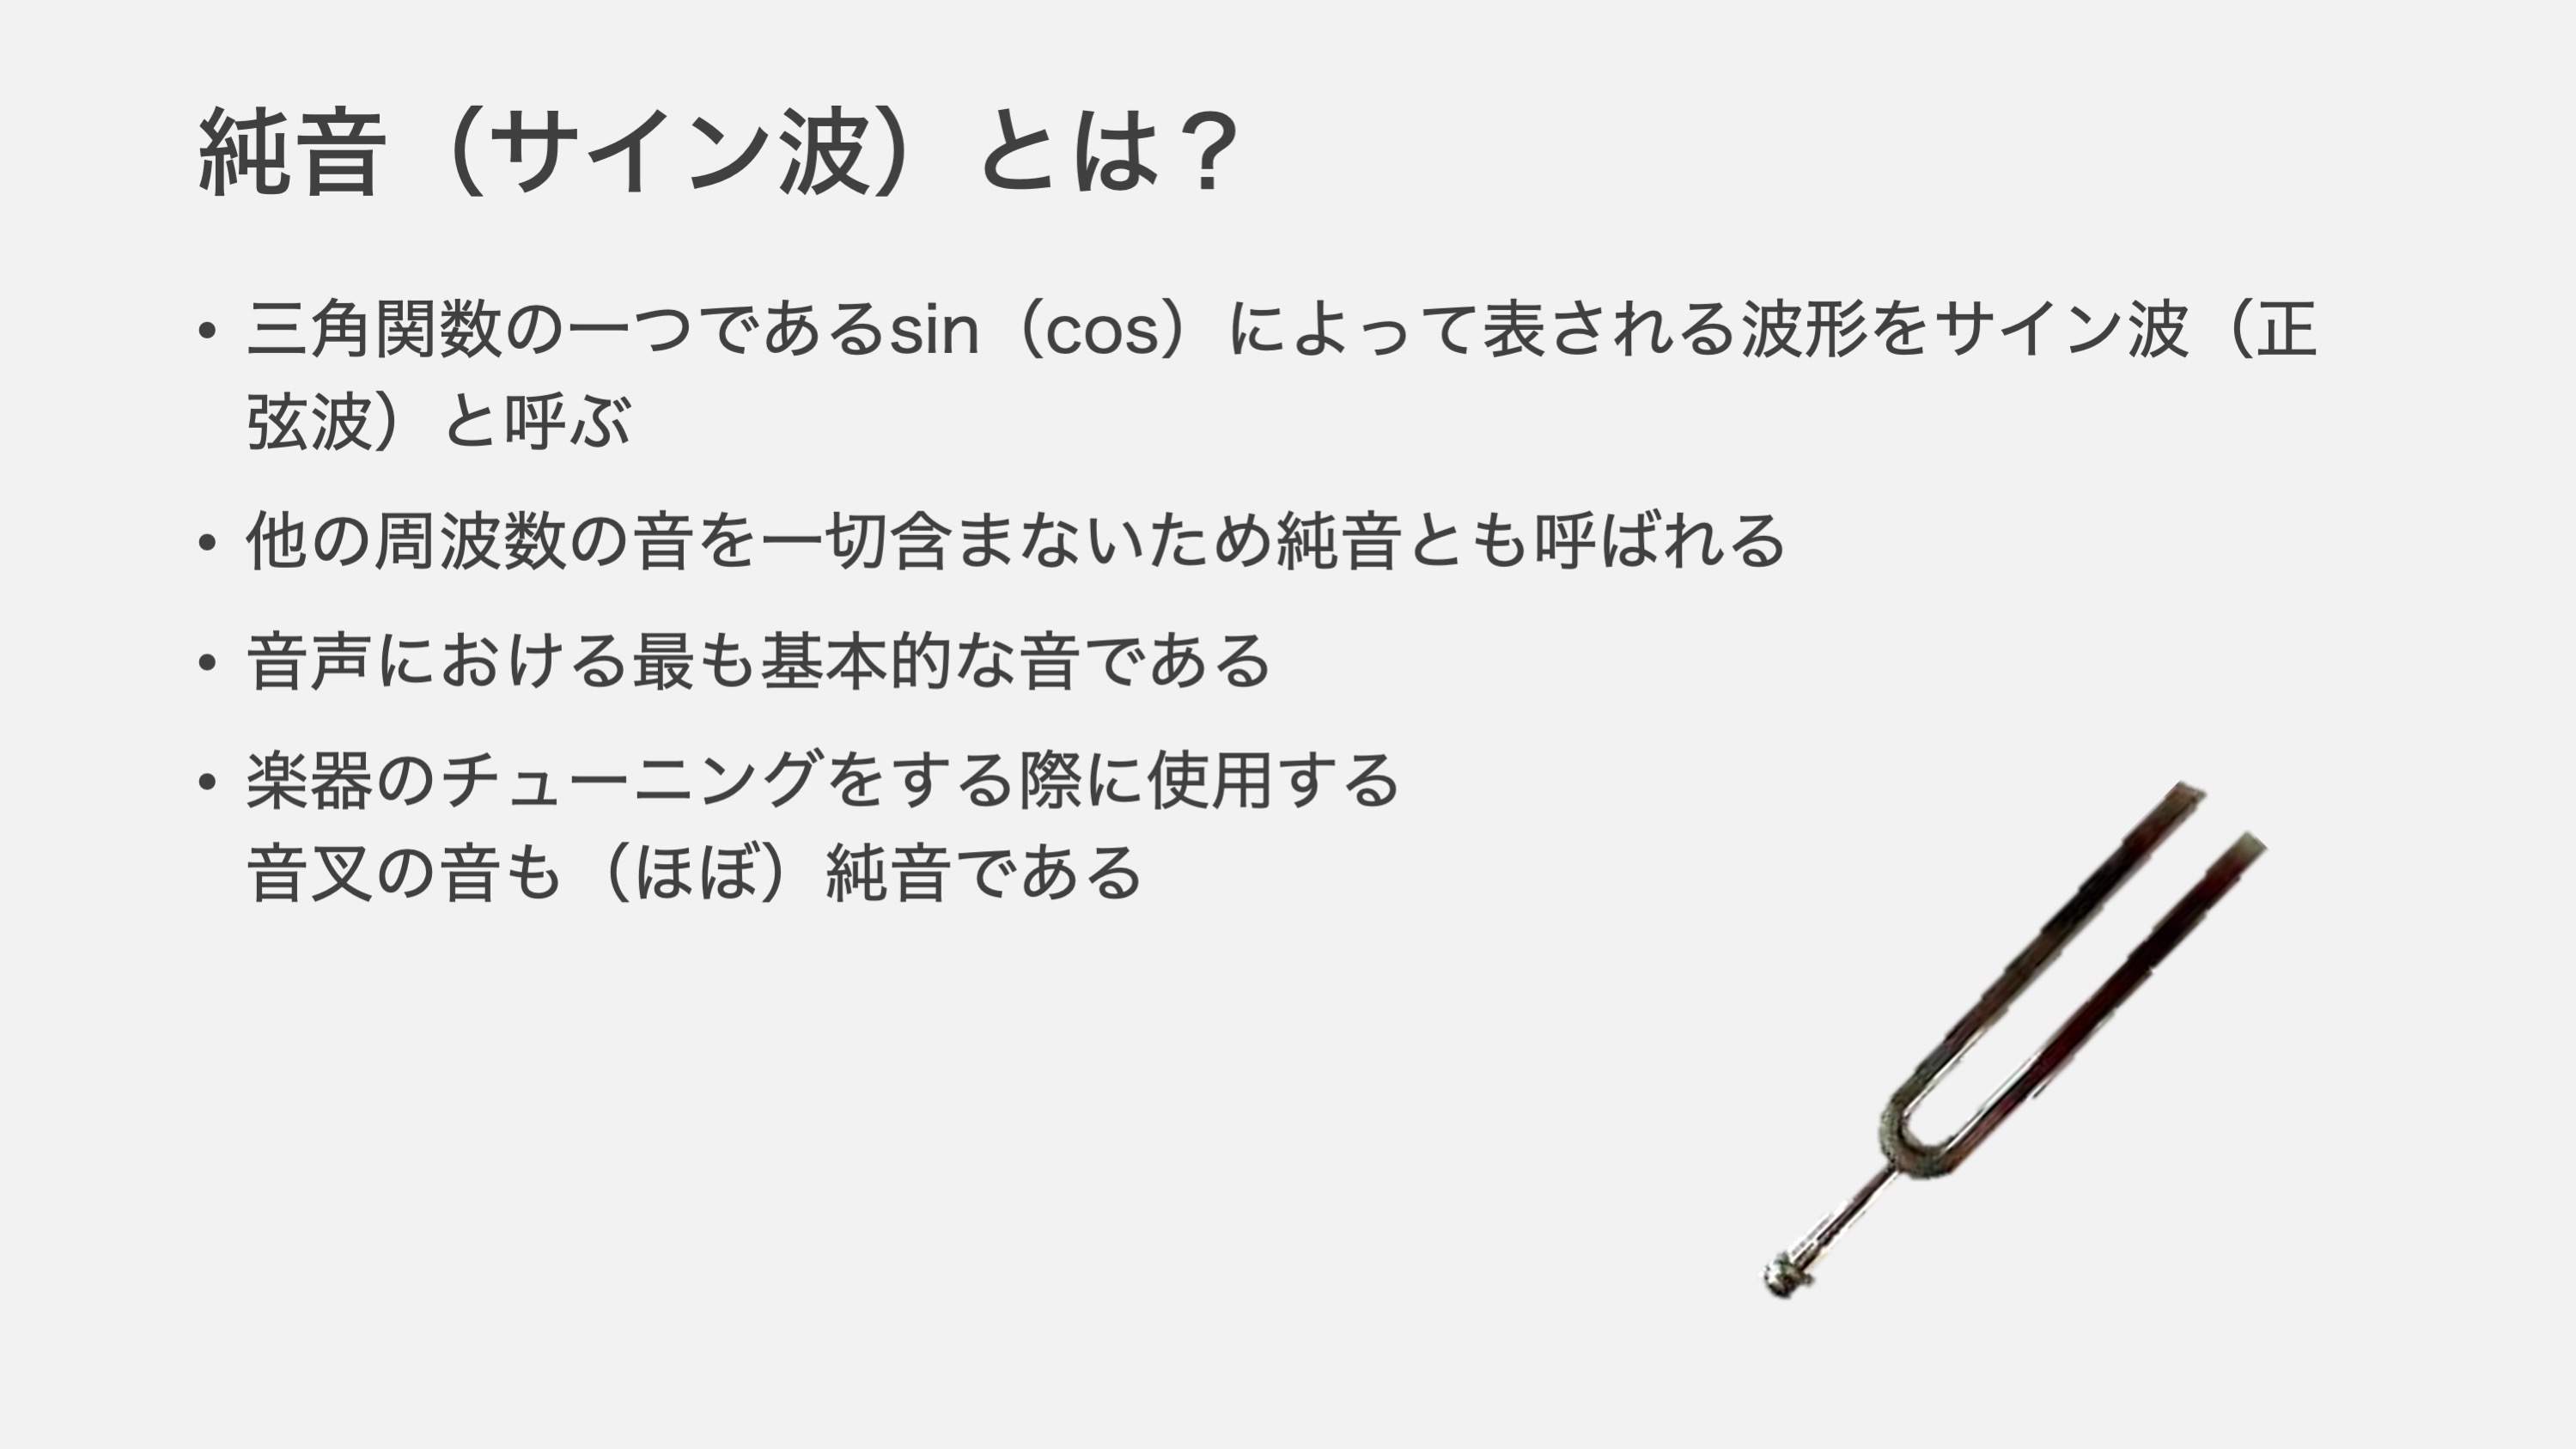 純音（サイン波）とは？
• 三角関数の一つであるsin（cos）によって表される波形をサイン波（正
弦波）と呼ぶ
• 他の周波数の音を一切含まないため純音とも呼ばれる
• 音声における最も基本的な音である
• 楽器のチューニングをする際に使用する
音叉の音も（ほぼ）純音である